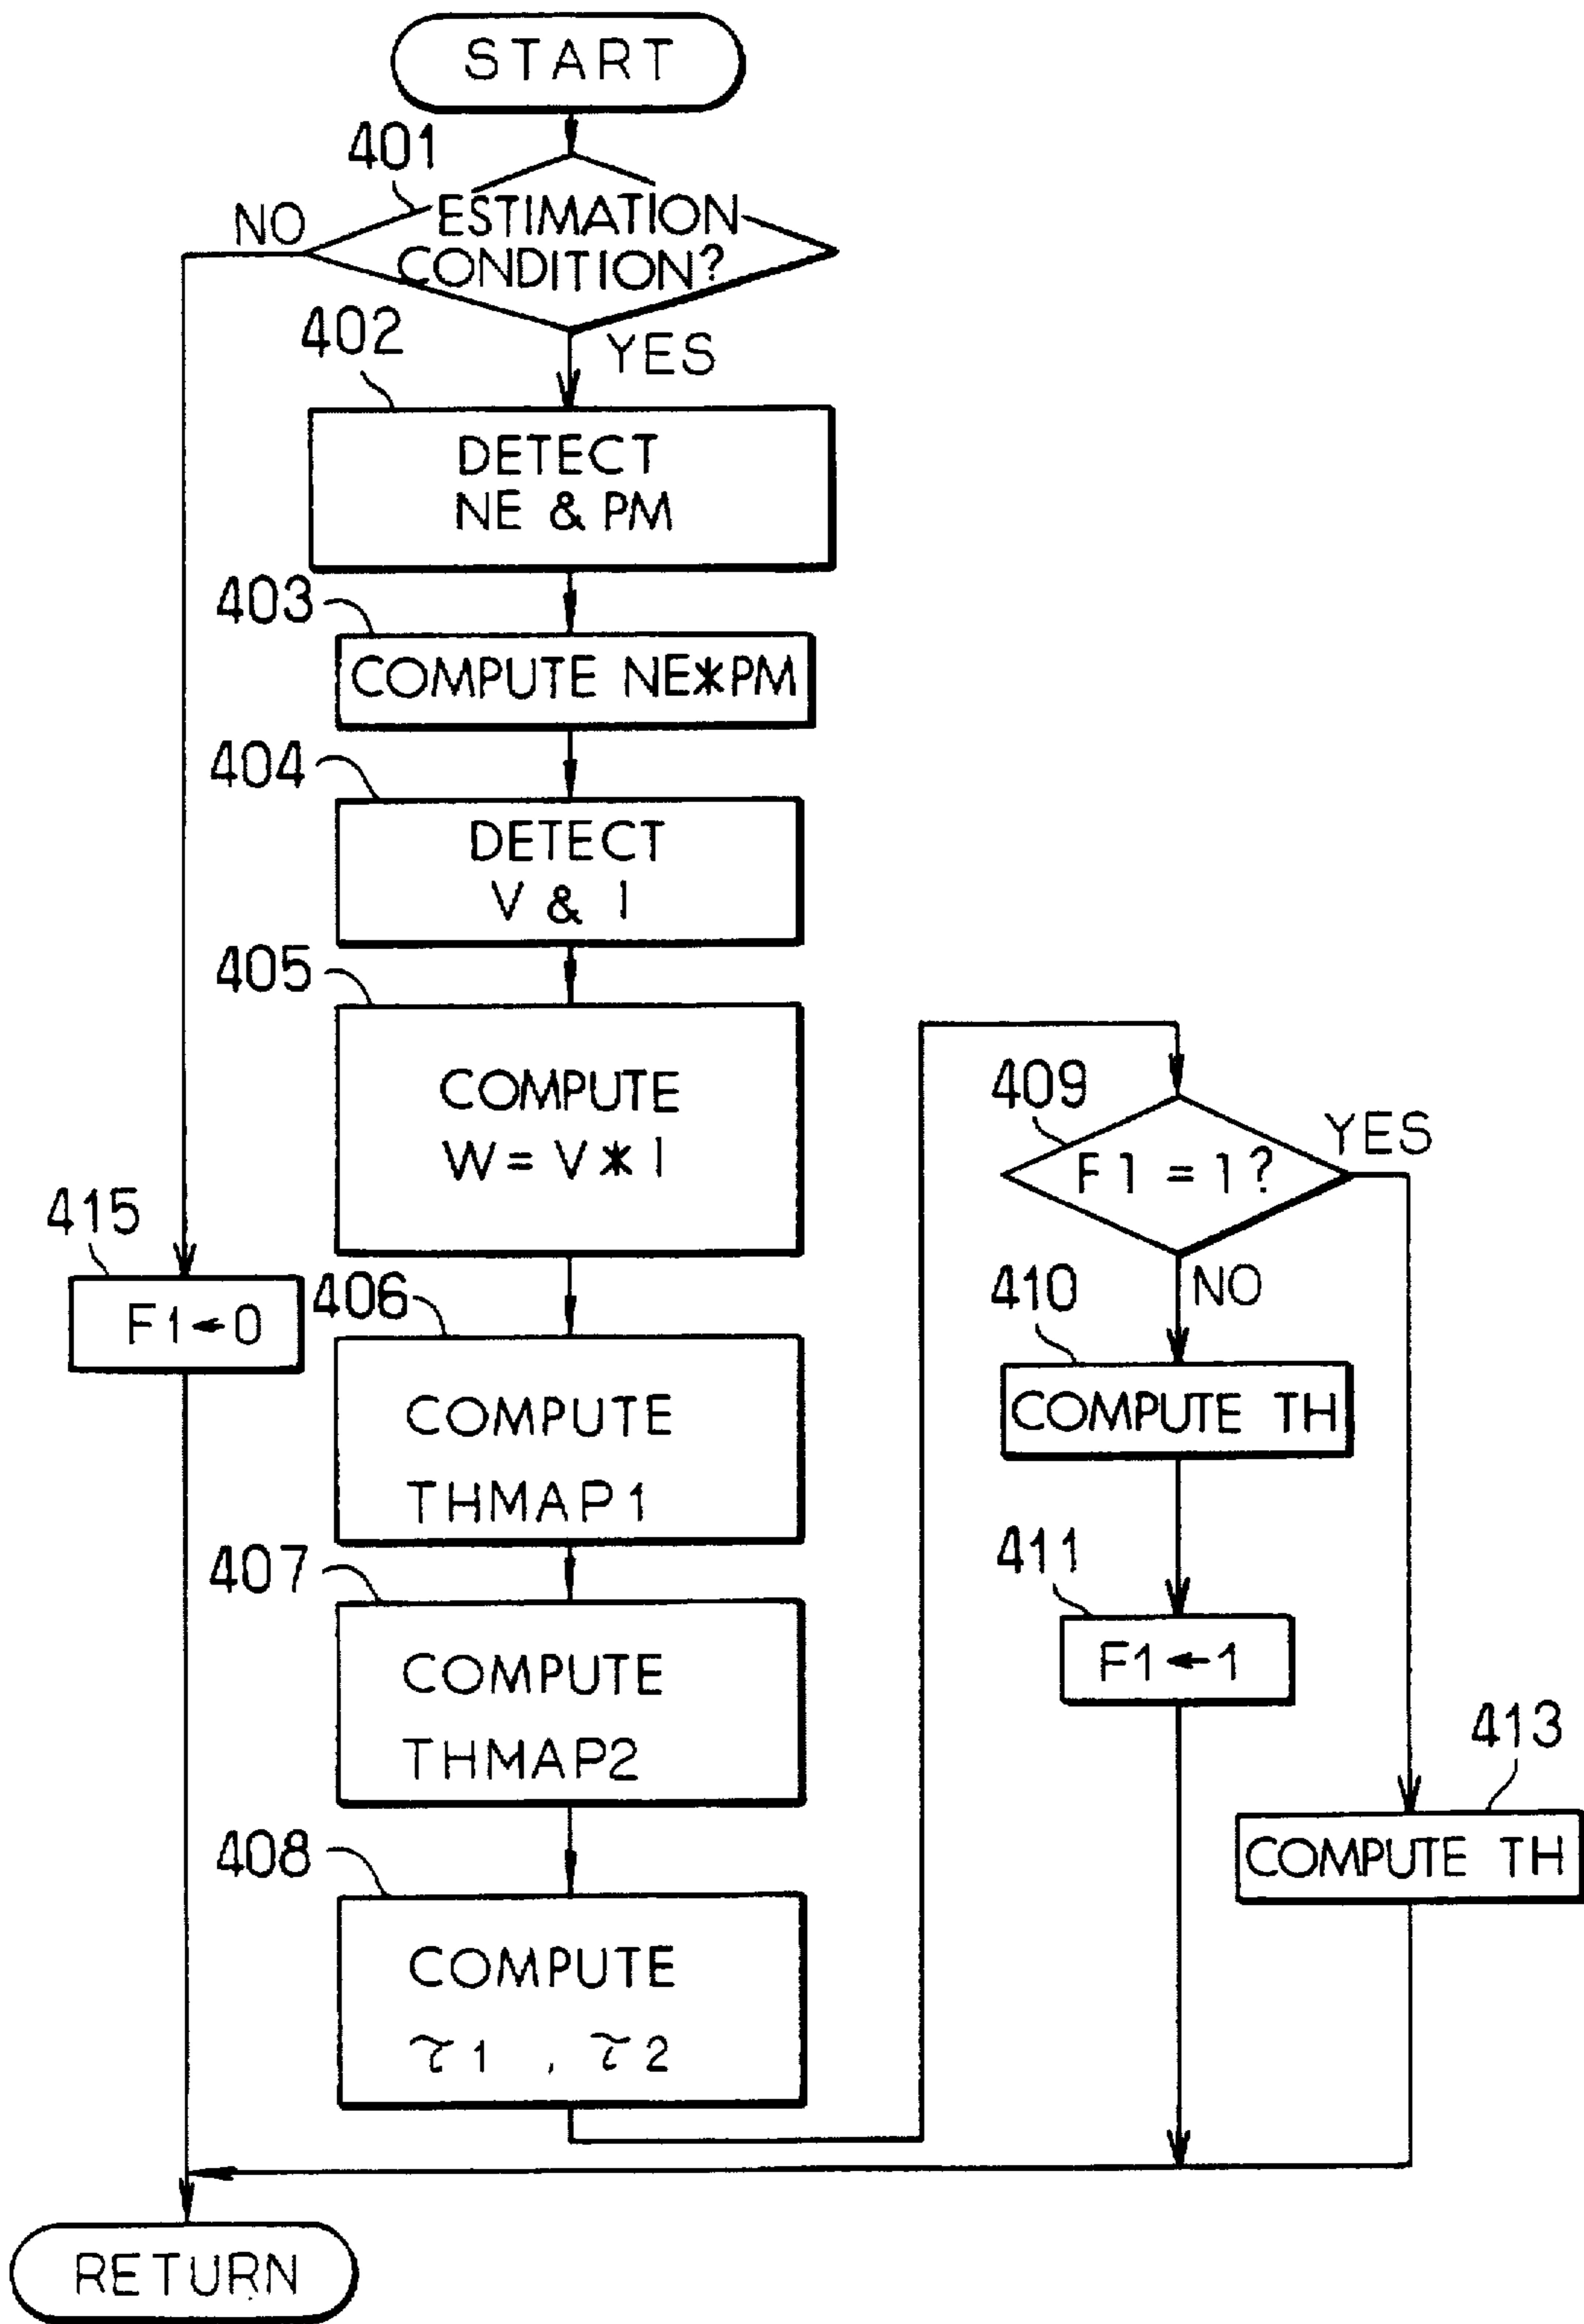 START
401
ESTIMATION
CONDITION?
NO
YES
402
DETECT
NE & PM
403
COMPUTE NE*PM
404
DETECT
V & I
405
COMPUTE
W = V * I
415
F1←0
406
COMPUTE
THMAP1
407
COMPUTE
THMAP2
408
COMPUTE
τ1 , τ2
409
F1 = 1?
YES
NO
410
COMPUTE TH
411
F1←1
413
COMPUTE TH
RETURN